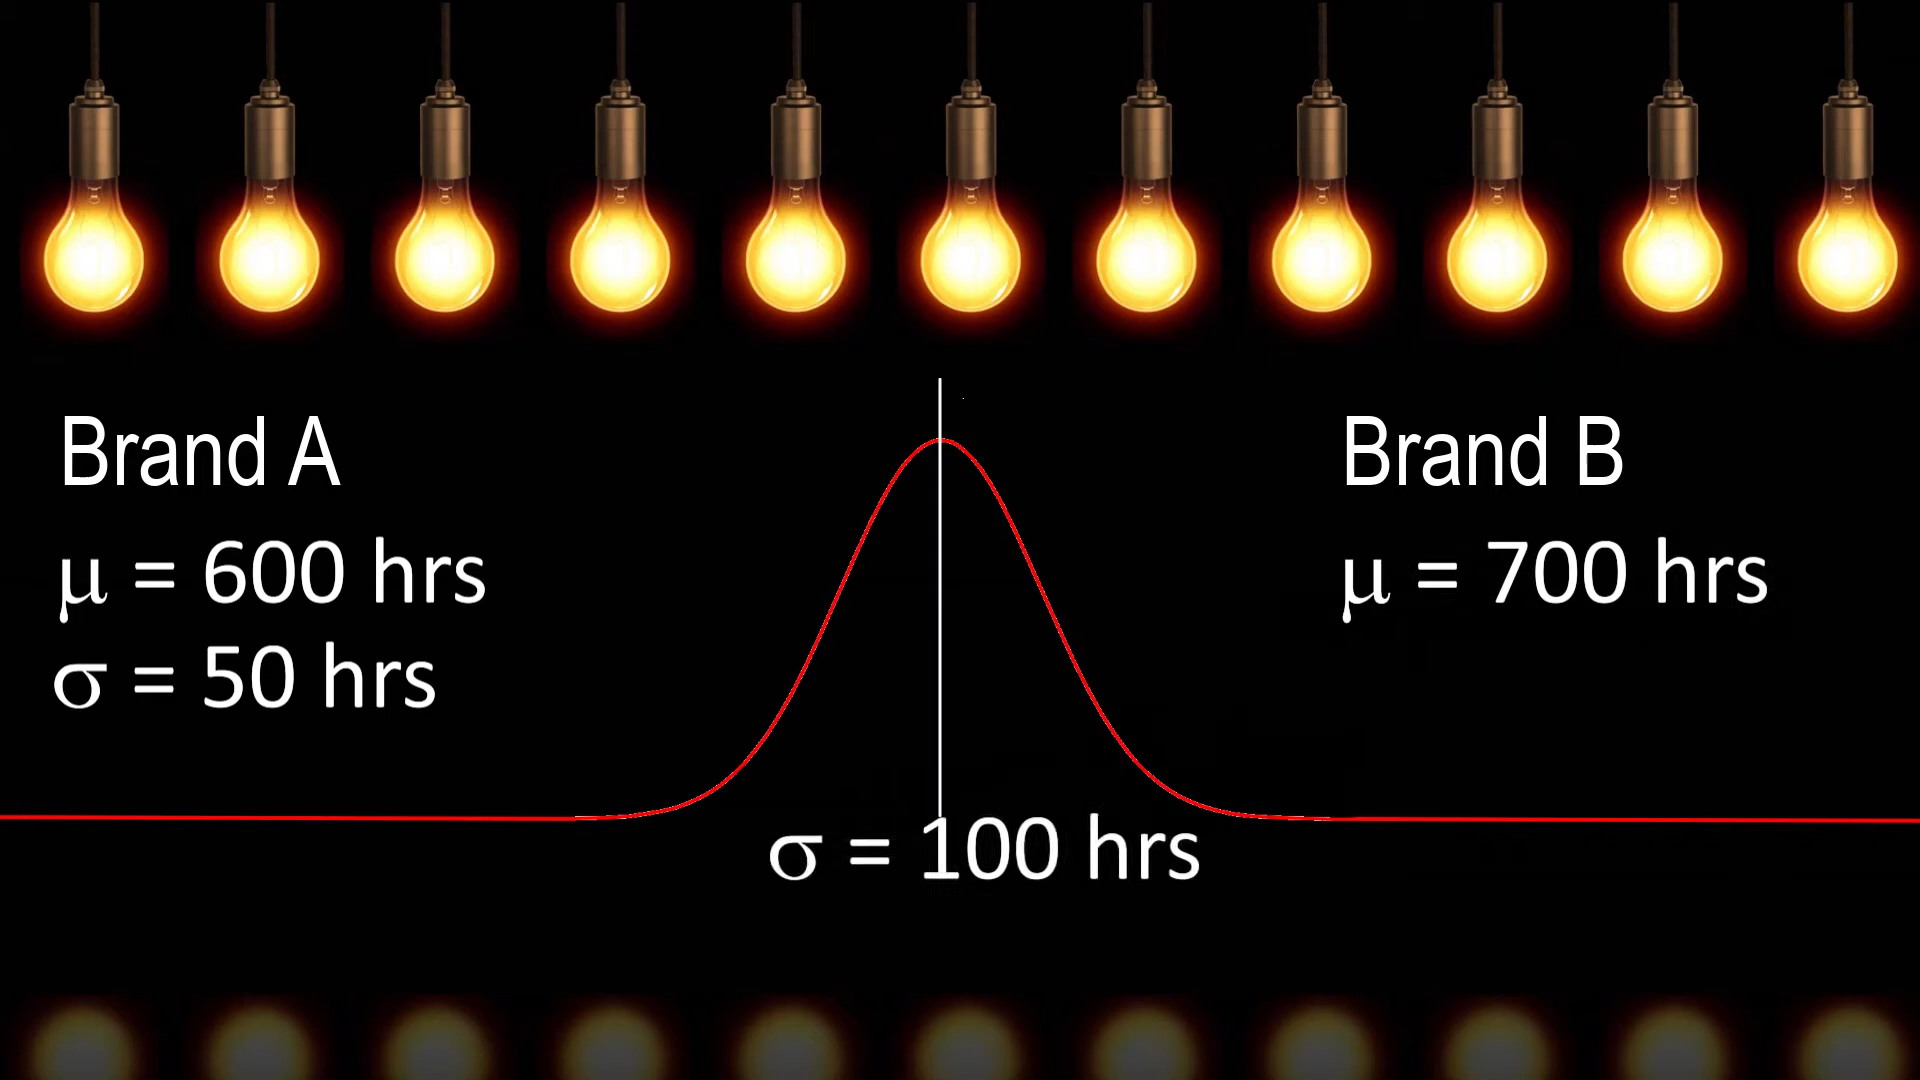 Brand A
μ = 600 hrs
σ = 50 hrs
Brand B
μ = 700 hrs
σ = 100 hrs